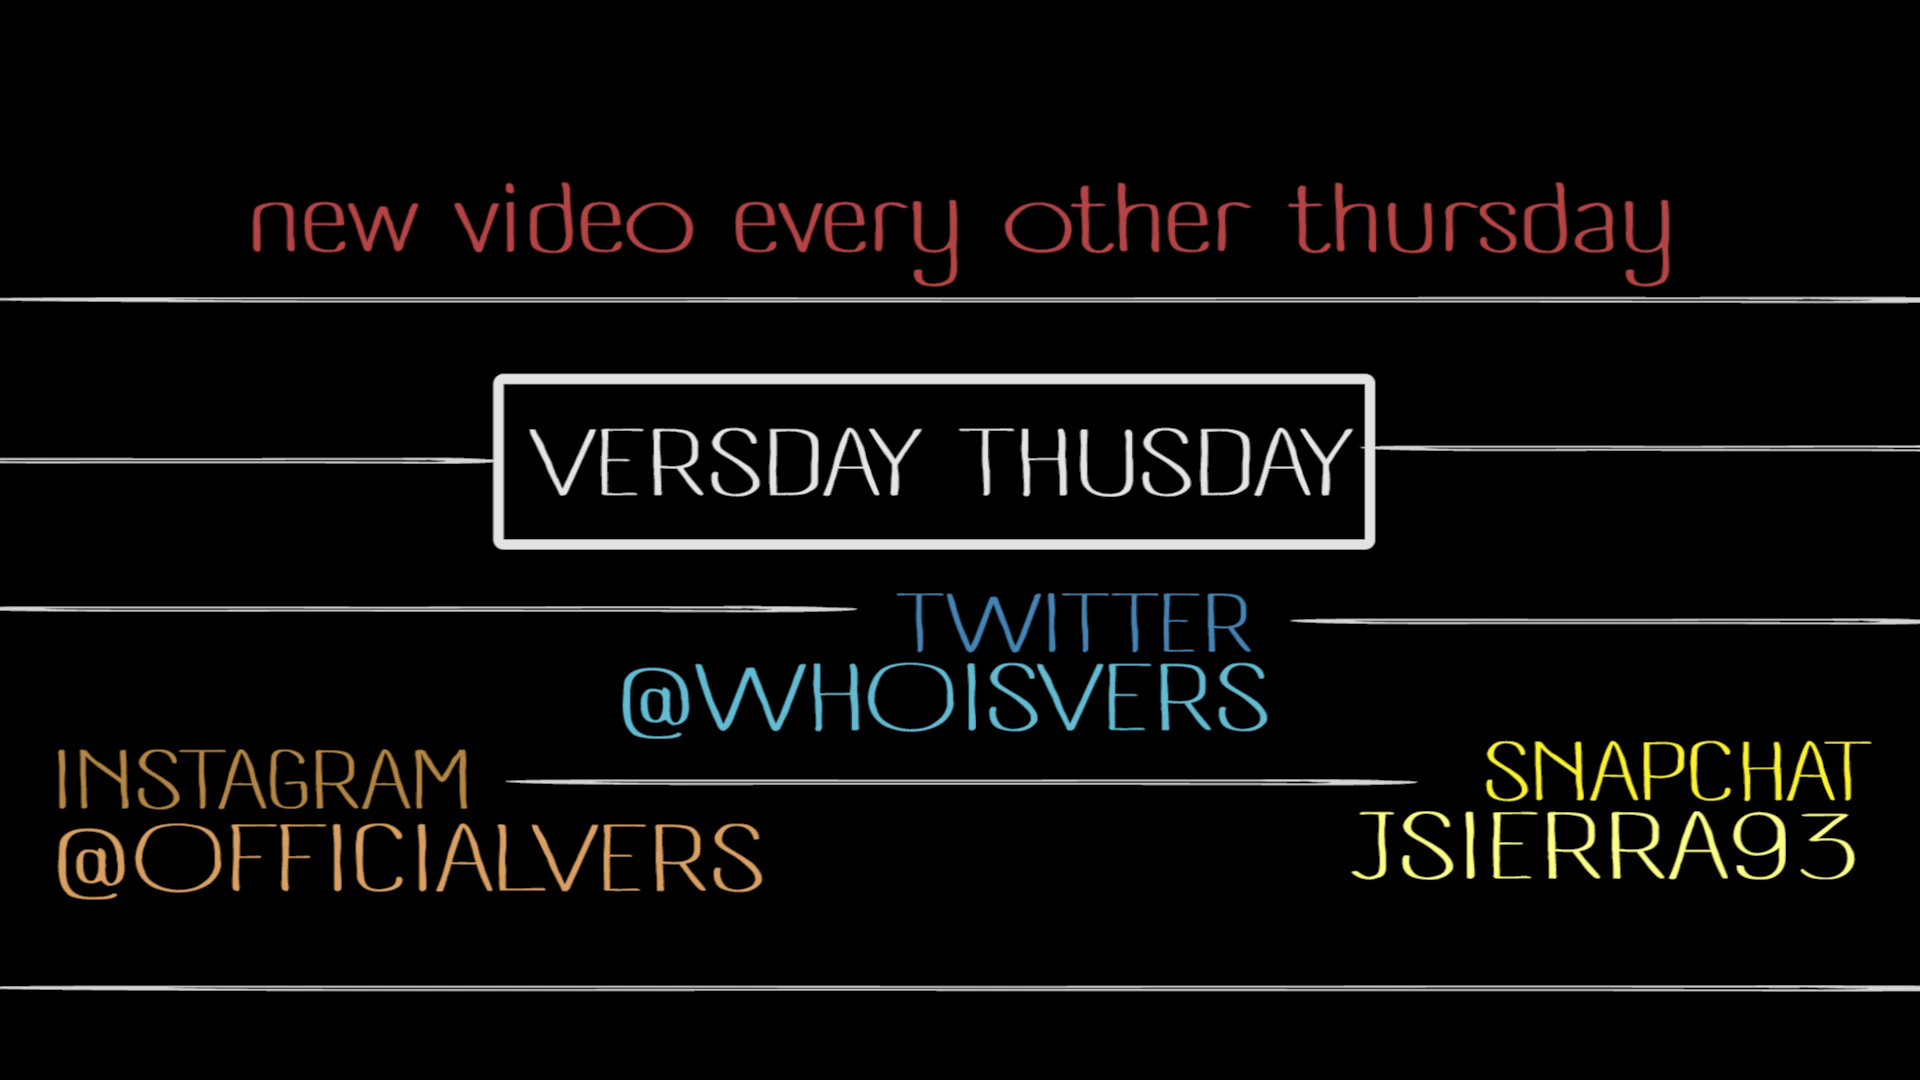 new video every other thursday
VERSDAY THUSDAY
TWITTER
@WHOISVERS
INSTAGRAM
@OFFICIALVERS
SNAPCHAT
JSIERRA93